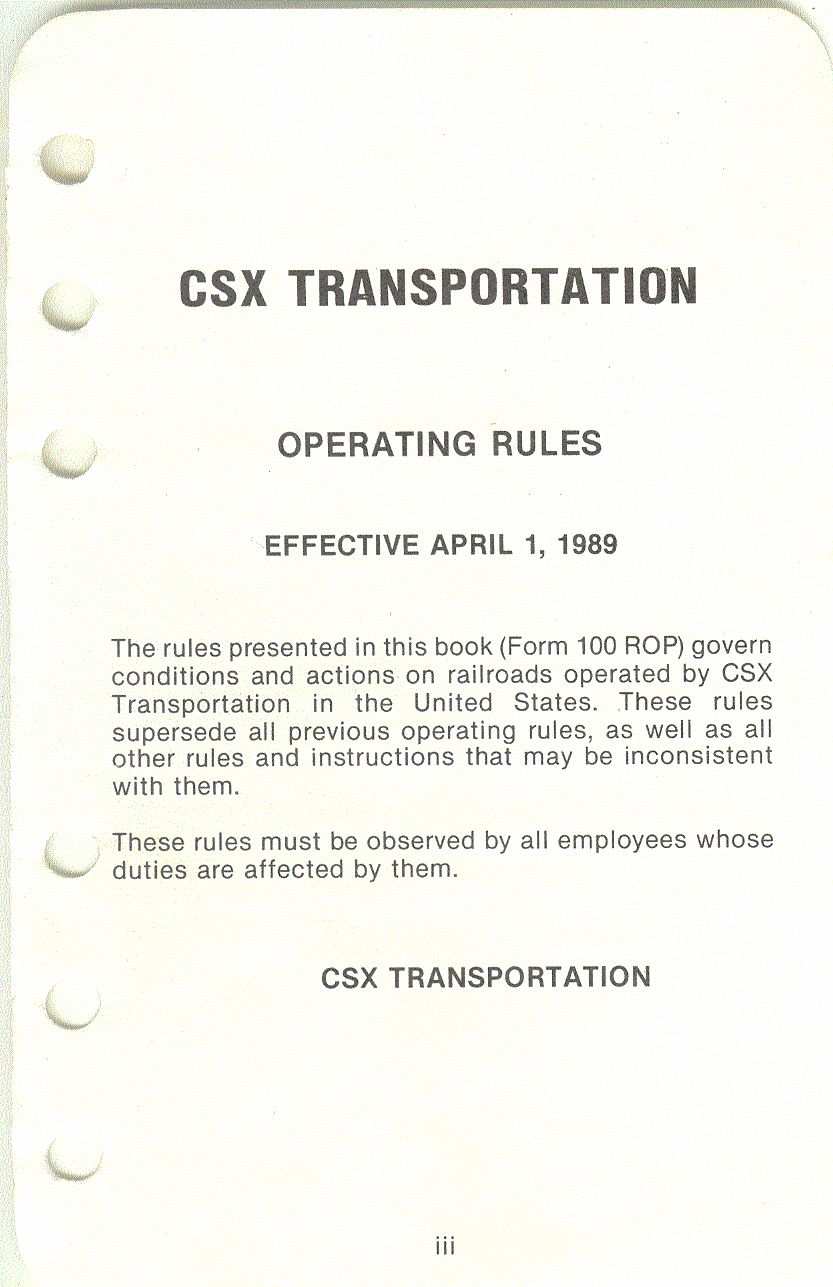 CSX TRANSPORTATION
OPERATING RULES
EFFECTIVE APRIL 1, 1989
The rules presented in this book (Form 100 ROP) govern
conditions and actions on railroads operated by CSX
Transportation in the United States. These rules
supersede all previous operating rules, as well as all
other rules and instructions that may be inconsistent
with them.
These rules must be observed by all employees whose
duties are affected by them.
CSX TRANSPORTATION
iii